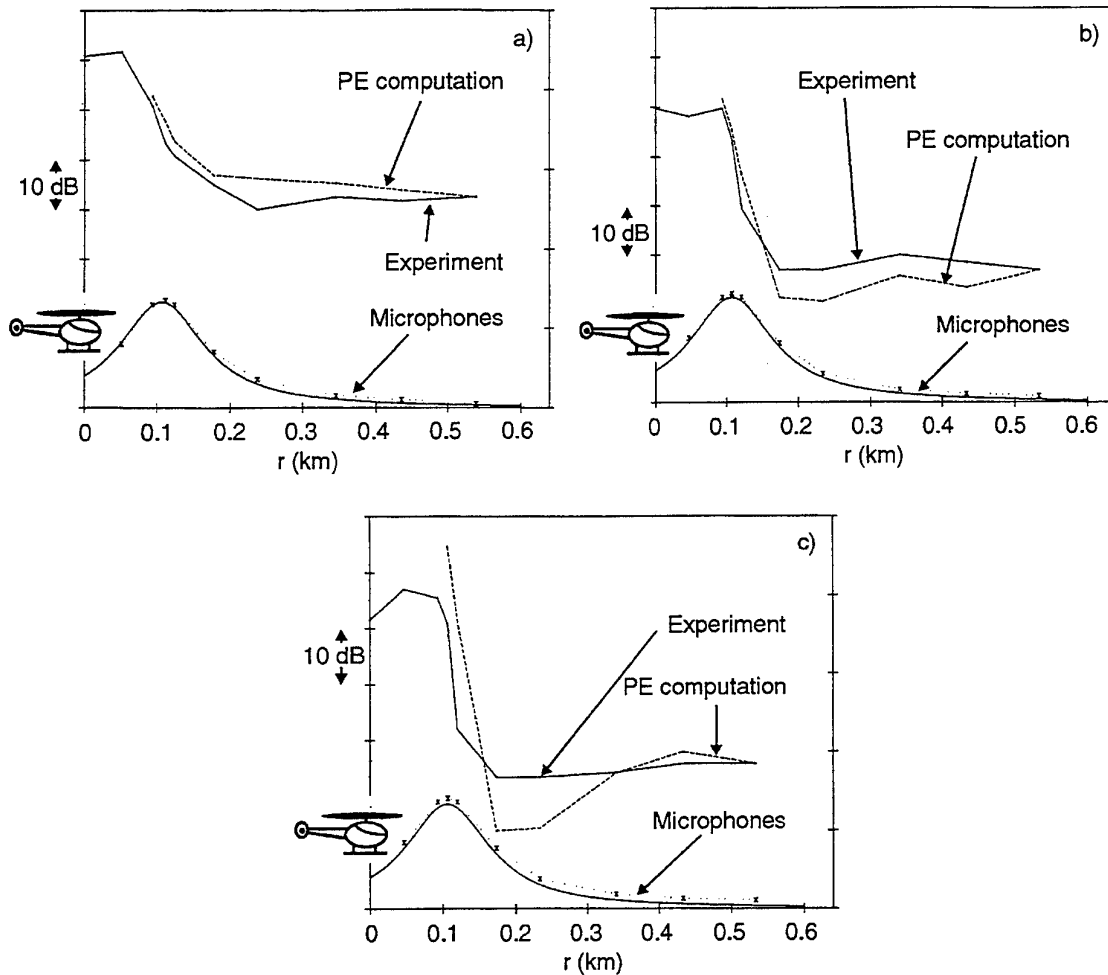 a)
PE computation
10 dB
Experiment
Microphones
0 0.1 0.2 0.3 0.4 0.5 0.6
r (km)
b)
Experiment
PE computation
10 dB
Microphones
0 0.1 0.2 0.3 0.4 0.5 0.6
r (km)
c)
Experiment
10 dB
PE computation
Microphones
0 0.1 0.2 0.3 0.4 0.5 0.6
r (km)